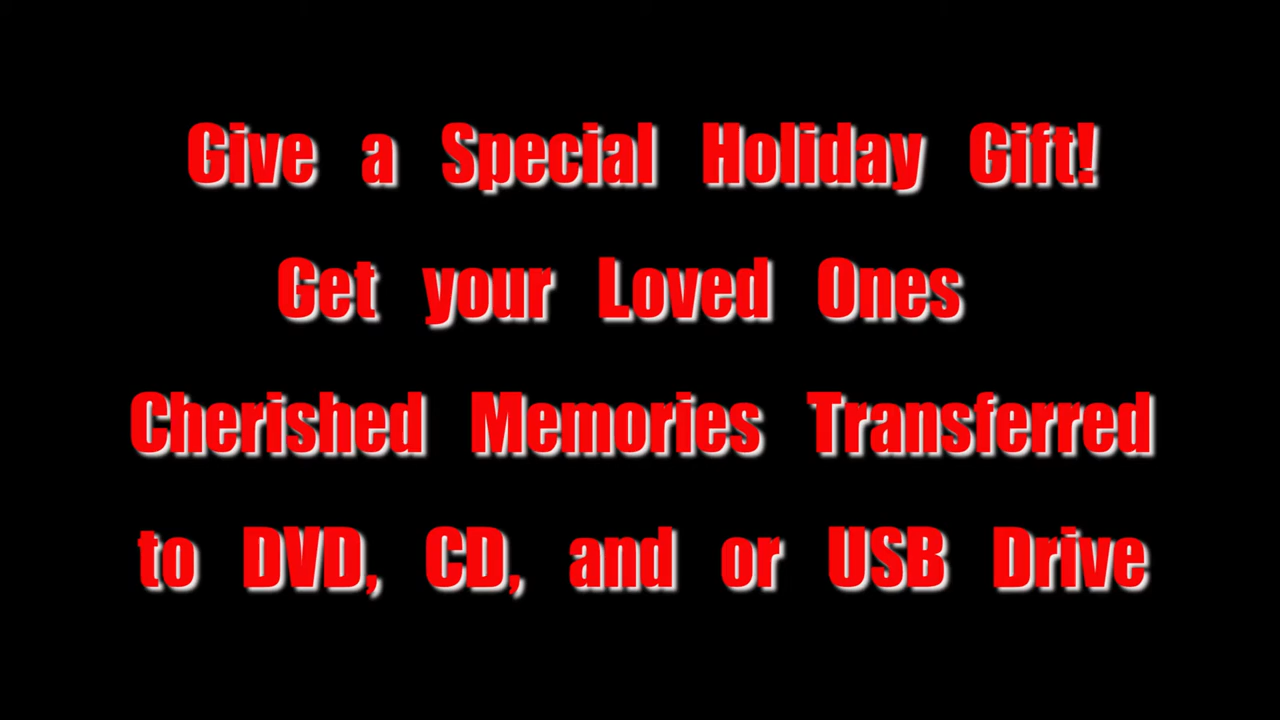 Give a Special Holiday Gift!
Get your Loved Ones
Cherished Memories Transferred
to DVD, CD, and or USB Drive